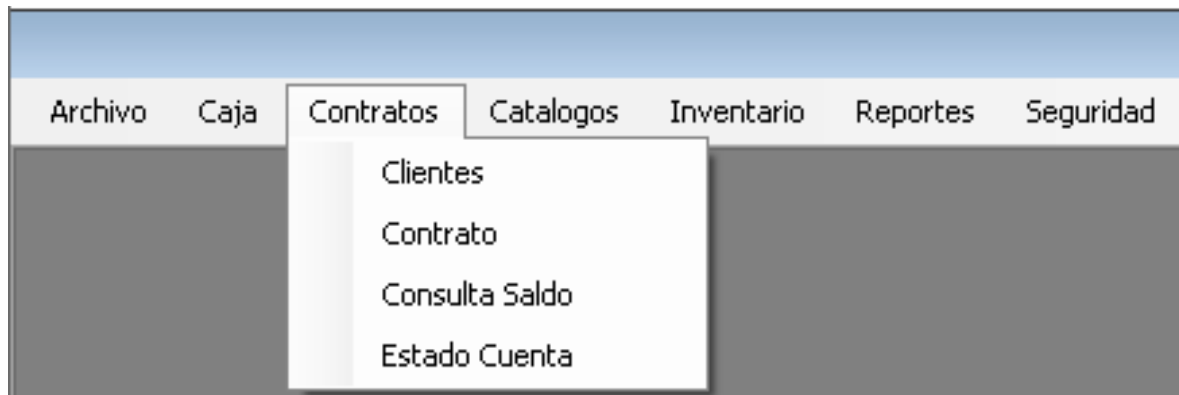 Archivo Caja Contratos Catalogos Inventario Reportes Seguridad
Clientes
Contrato
Consulta Saldo
Estado Cuenta